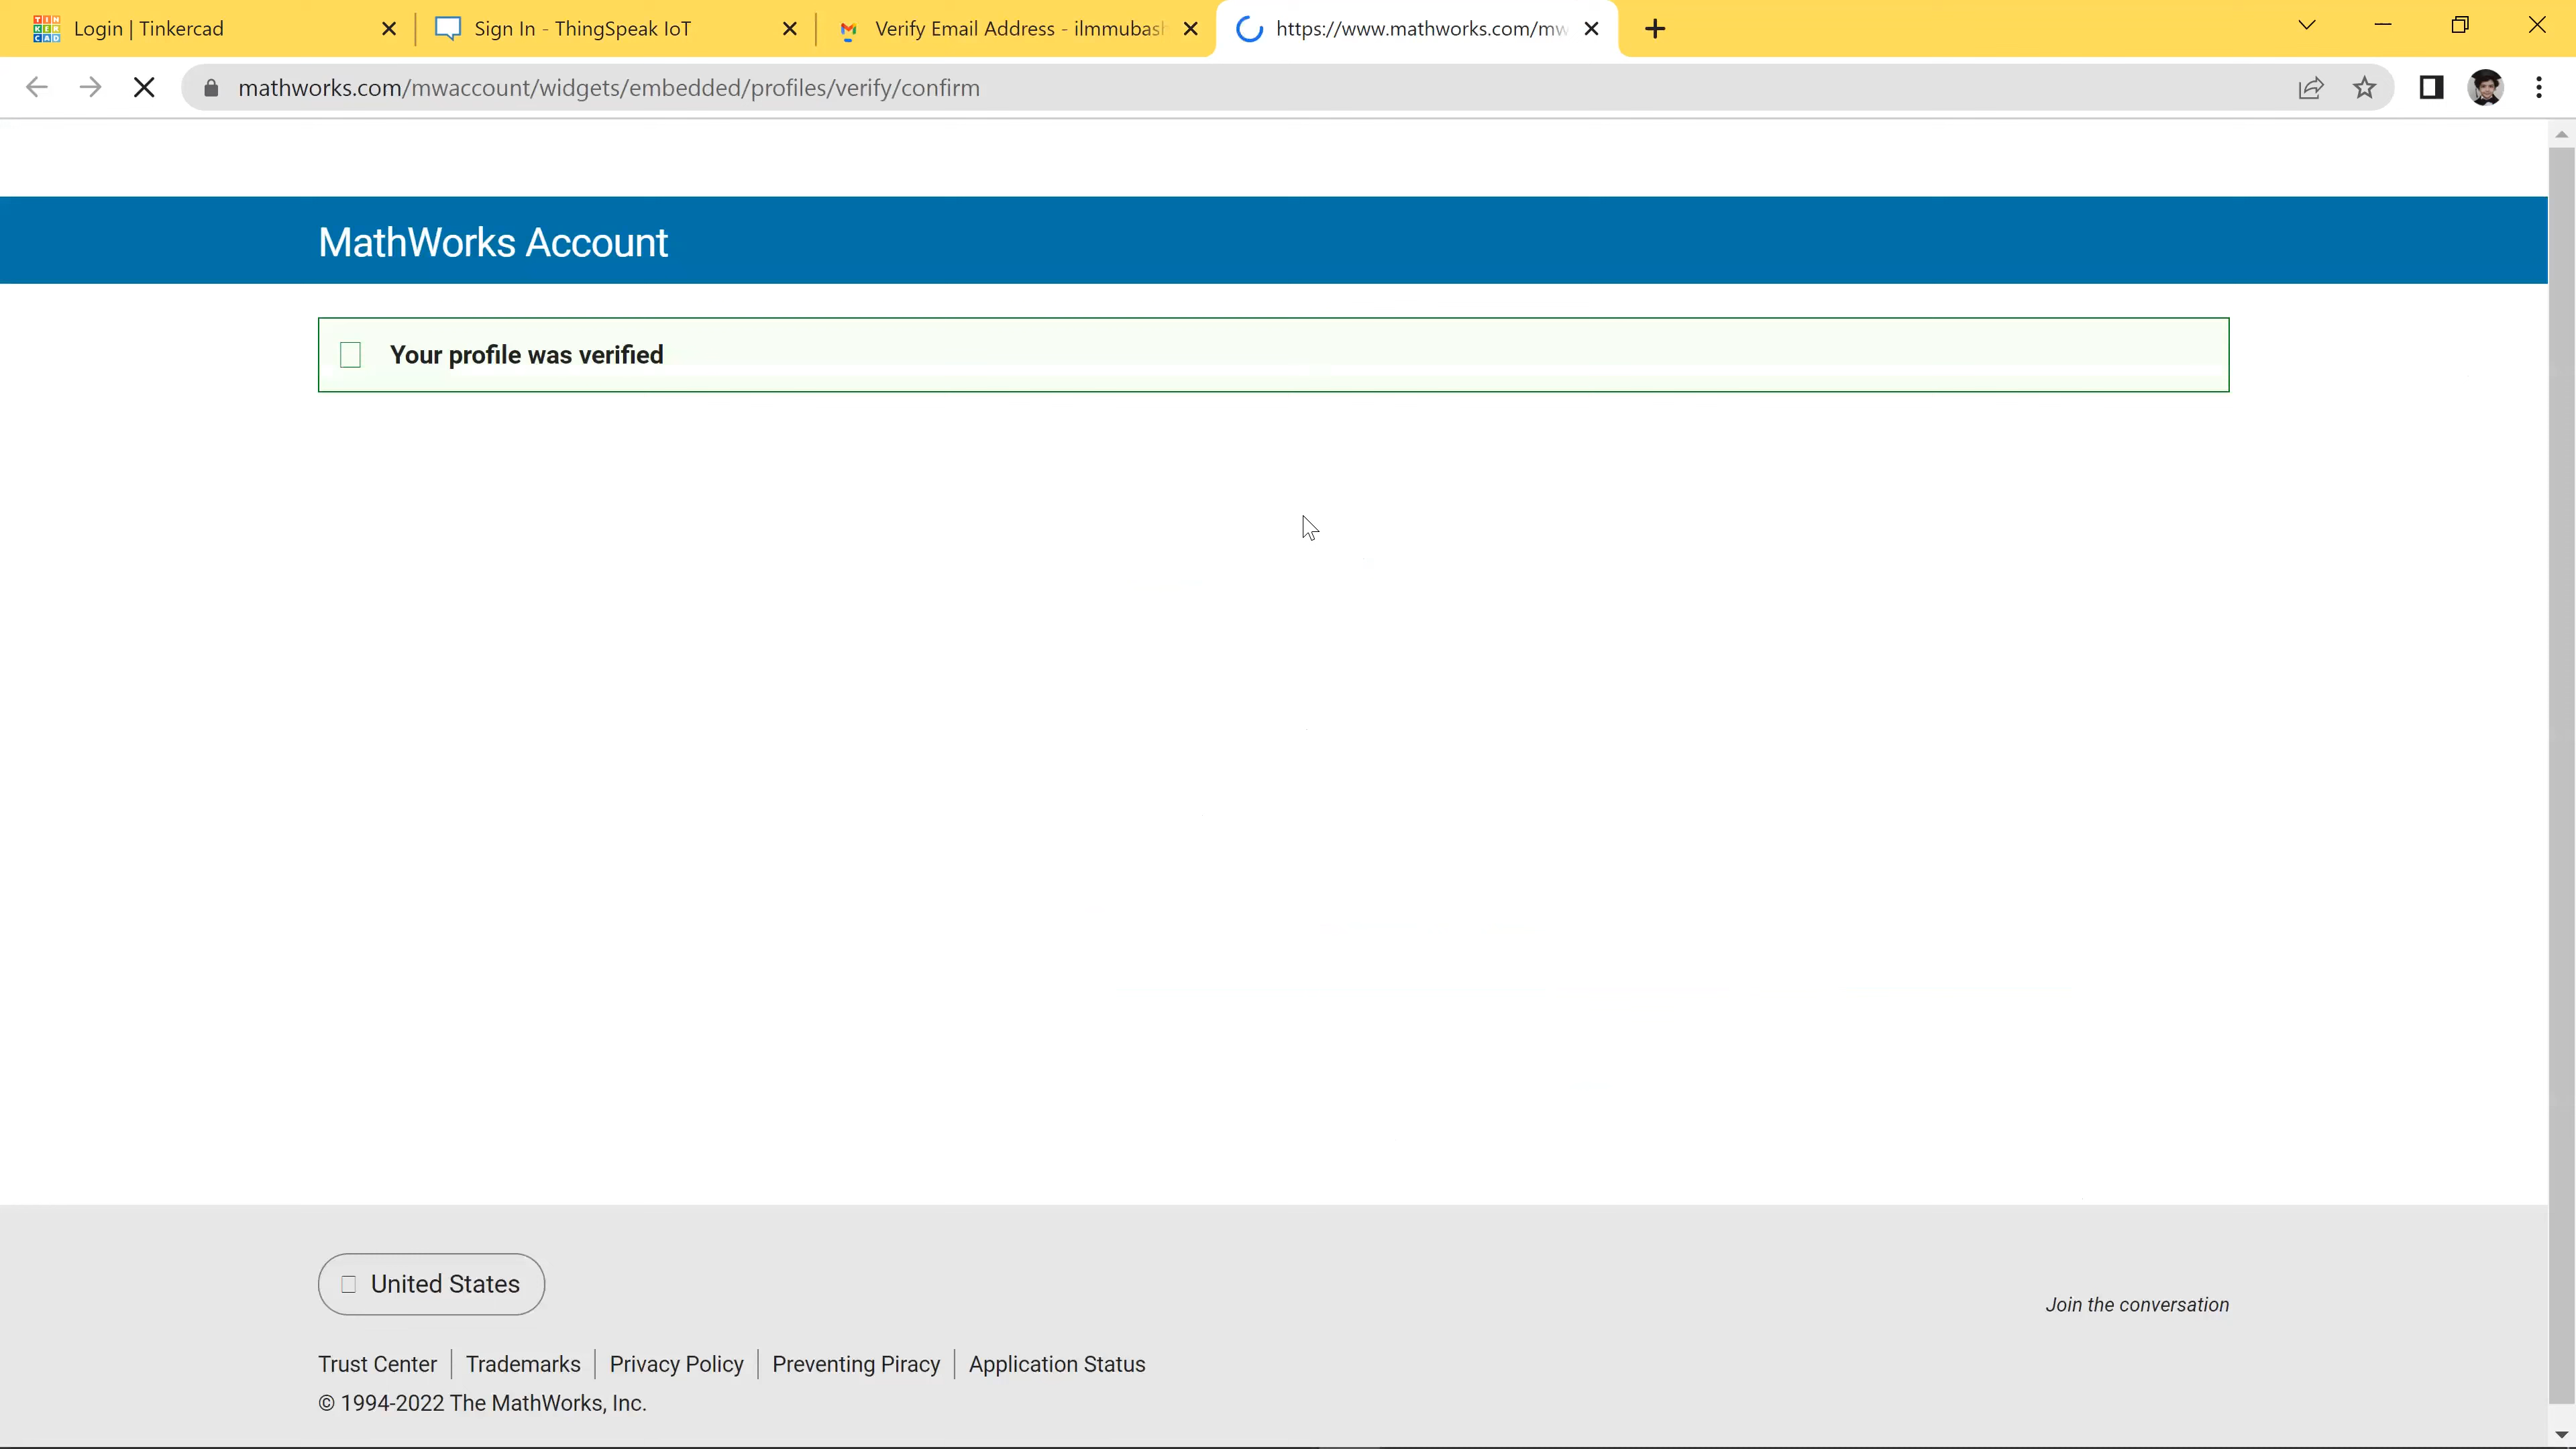 Login | Tinkercad
Sign In - ThingSpeak IoT
Verify Email Address - ilmmubash
https://www.mathworks.com/mw
mathworks.com/mwaccount/widgets/embedded/profiles/verify/confirm
MathWorks Account
Your profile was verified
United States
Join the conversation
Trust Center | Trademarks | Privacy Policy | Preventing Piracy | Application Status
© 1994-2022 The MathWorks, Inc.